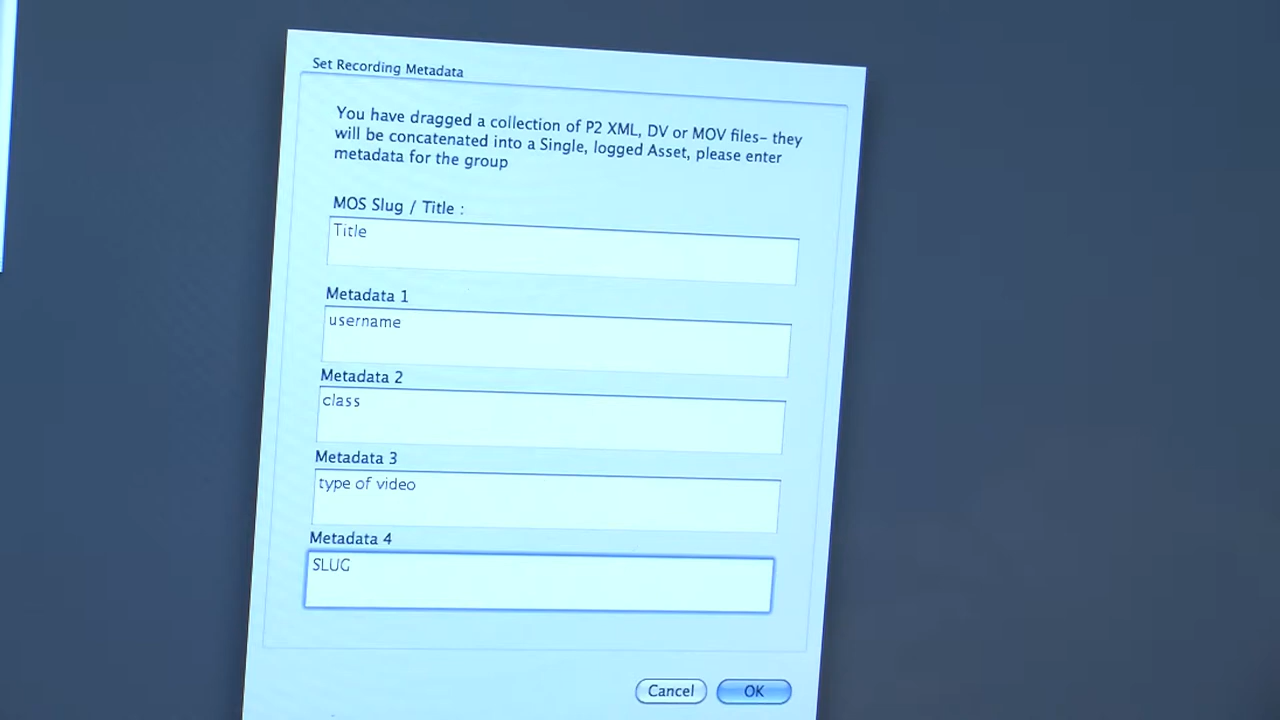 Set Recording Metadata
You have dragged a collection of P2 XML, DV or MOV files- they
will be concatenated into a Single, logged Asset, please enter
metadata for the group
MOS Slug / Title :
Title
Metadata 1
username
Metadata 2
class
Metadata 3
type of video
Metadata 4
SLUG
Cancel
OK